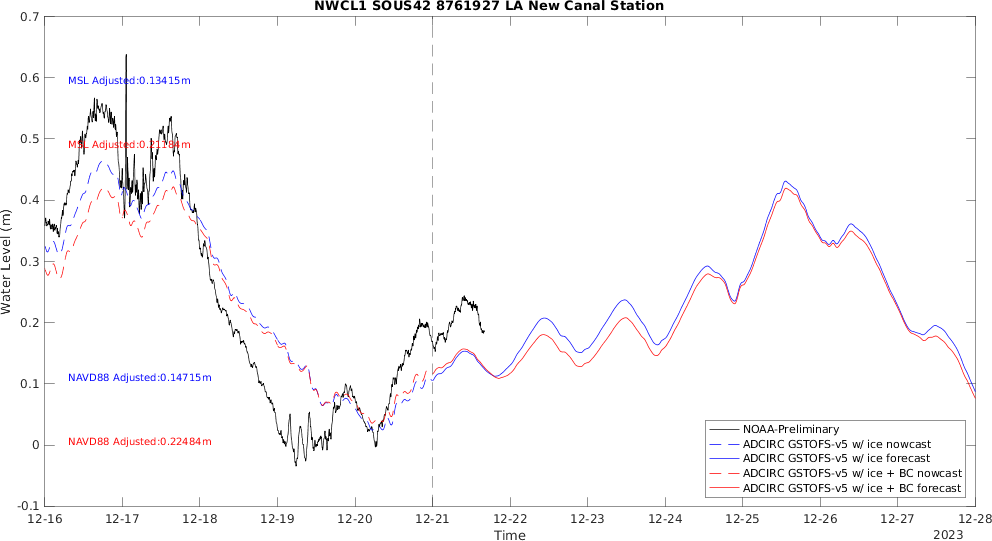 NWCL1 SOUS42 8761927 LA New Canal Station
Water Level (m)
0.7
0.6
0.5
0.4
0.3
0.2
0.1
0
-0.1
MSL Adjusted:0.13415m
MSL Adjusted:0.21184m
NAVD88 Adjusted:0.14715m
NAVD88 Adjusted:0.22484m
NOAA-Preliminary
ADCIRC GSTOFS-v5 w/ ice nowcast
ADCIRC GSTOFS-v5 w/ ice forecast
ADCIRC GSTOFS-v5 w/ ice + BC nowcast
ADCIRC GSTOFS-v5 w/ ice + BC forecast
12-16 12-17 12-18 12-19 12-20 12-21 12-22 12-23 12-24 12-25 12-26 12-27 12-28
Time
2023